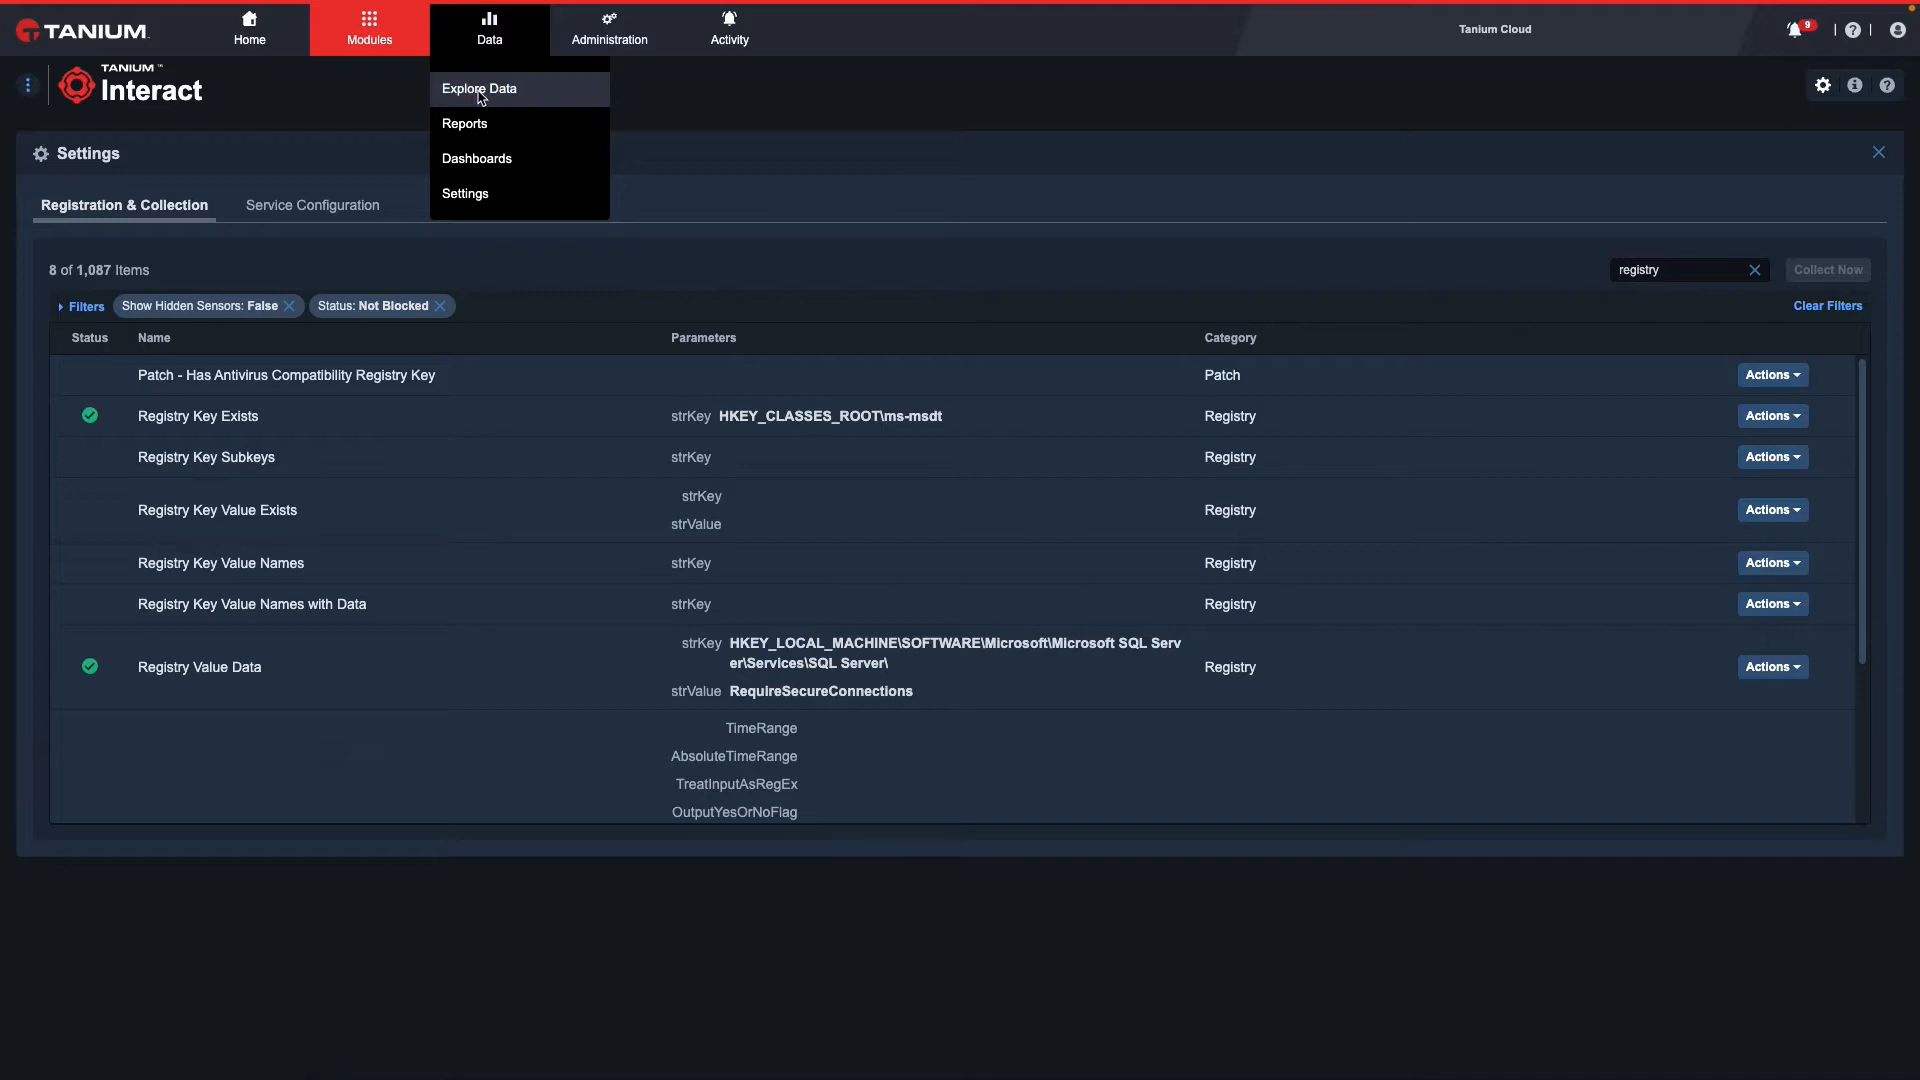 TANIUM
Home
Modules
Data
Administration
Activity
Tanium Cloud
9
TANIUM™
Interact
Explore Data
Reports
Dashboards
Settings
Settings
Registration & Collection
Service Configuration
8 of 1,087 Items
registry
Collect Now
Filters
Show Hidden Sensors: False
Status: Not Blocked
Clear Filters
Status Name Parameters Category
Patch - Has Antivirus Compatibility Registry Key Patch Actions
Registry Key Exists strKey HKEY_CLASSES_ROOT\ms-msdt Registry Actions
Registry Key Subkeys strKey Registry Actions
strKey
Registry Key Value Exists Registry Actions
strValue
Registry Key Value Names strKey Registry Actions
Registry Key Value Names with Data strKey Registry Actions
strKey HKEY_LOCAL_MACHINE\SOFTWARE\Microsoft\Microsoft SQL Serv
er\Services\SQL Server\
Registry Value Data Registry Actions
strValue RequireSecureConnections
TimeRange
AbsoluteTimeRange
TreatInputAsRegEx
OutputYesOrNoFlag